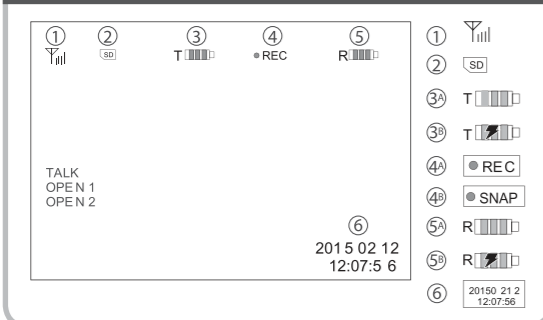 ① ② ③ ④ ⑤
SD T REC R
TALK
OPEN 1
OPEN 2
⑥
2015 02 12
12:07:5 6
①
② SD
③A T
③B T
④A REC
④B SNAP
⑤A R
⑤B R
⑥ 20150 21 2
12:07:56